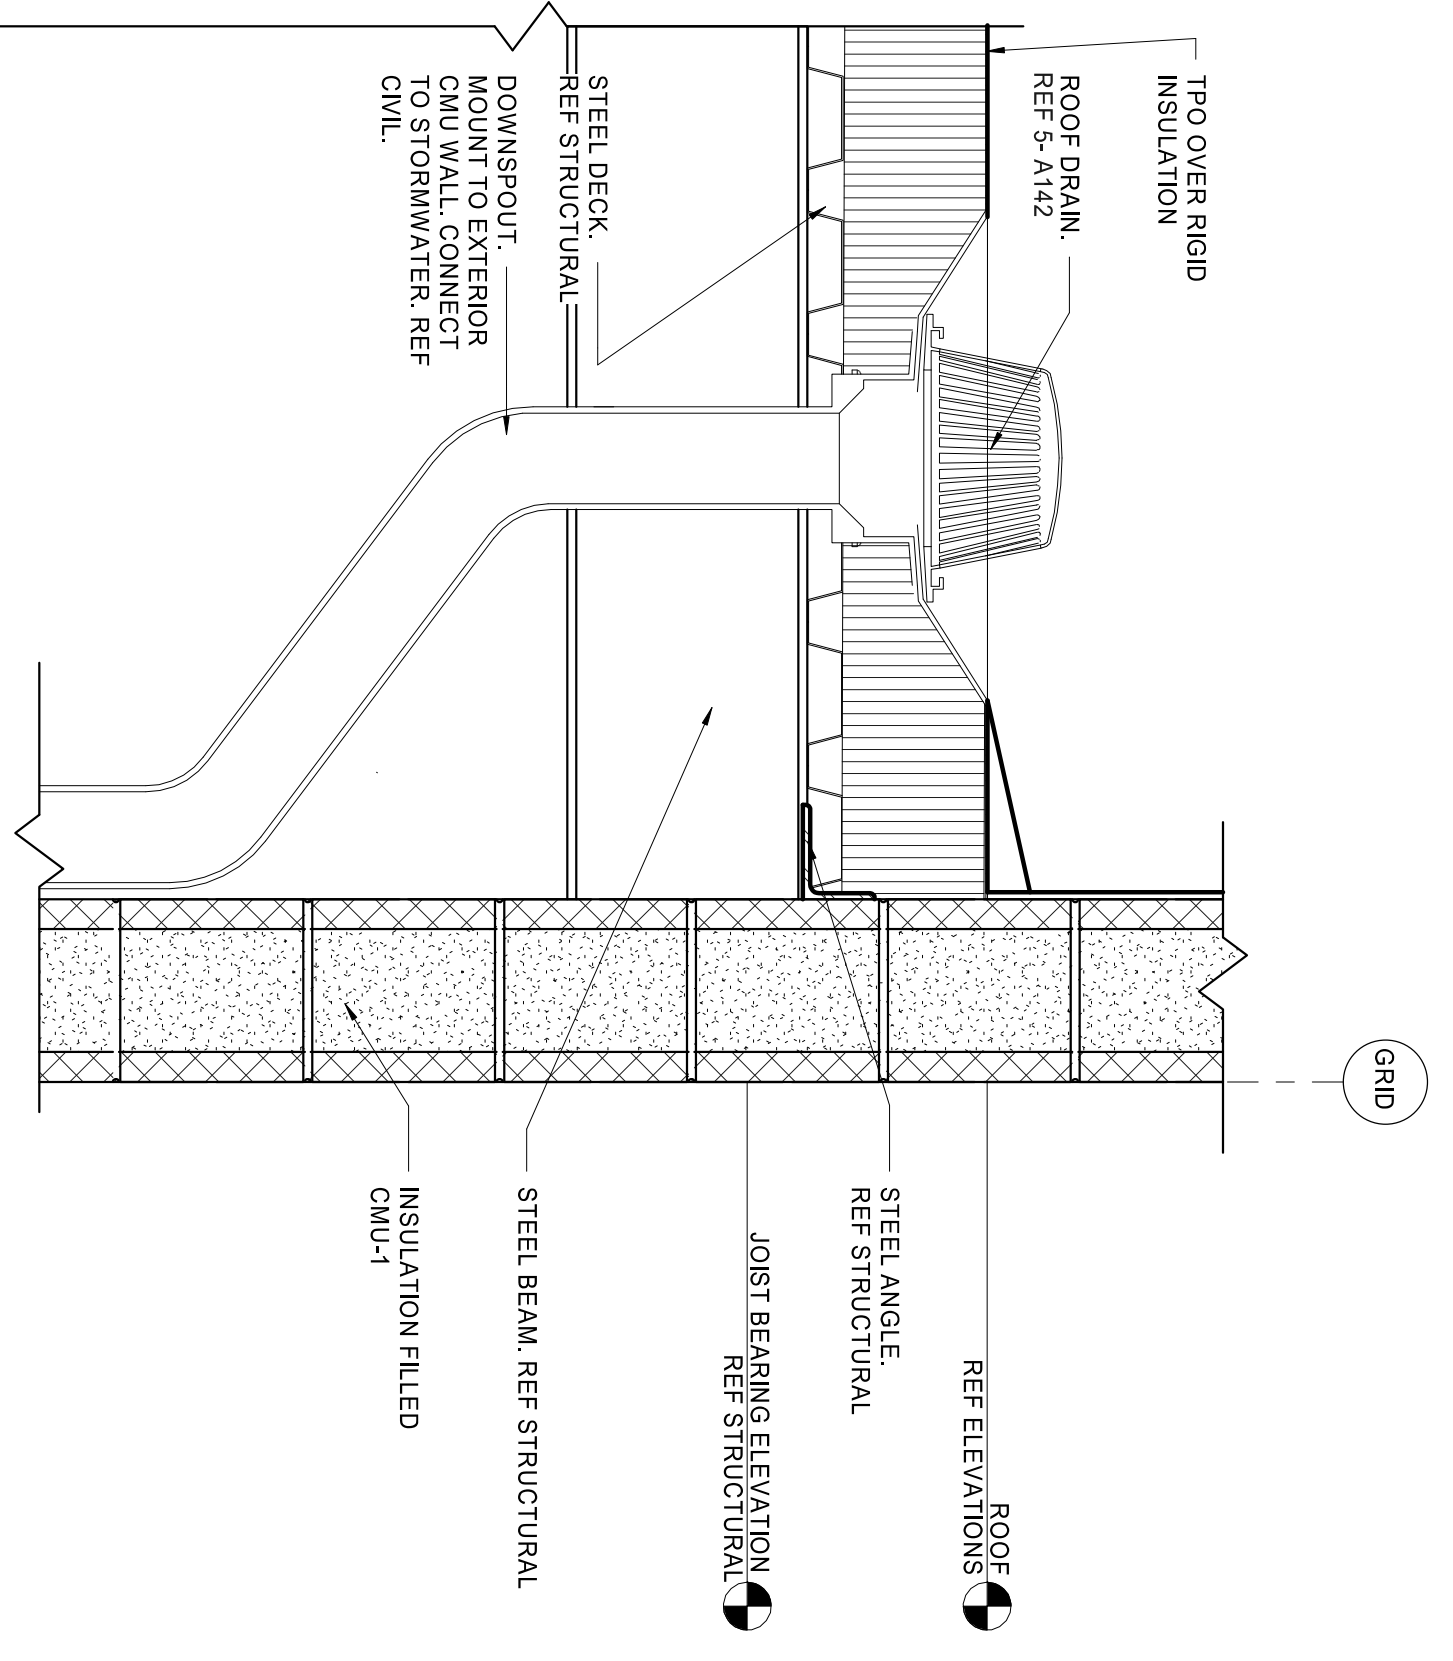 GRID
TPO OVER RIGID
INSULATION
ROOF DRAIN.
REF 5- A142
STEEL DECK.
REF STRUCTURAL
DOWNSPOUT.
MOUNT TO EXTERIOR
CMU WALL. CONNECT
TO STORMWATER. REF
CIVIL.
ROOF
REF ELEVATIONS
STEEL ANGLE.
REF STRUCTURAL
JOIST BEARING ELEVATION
REF STRUCTURAL
STEEL BEAM. REF STRUCTURAL
INSULATION FILLED
CMU-1